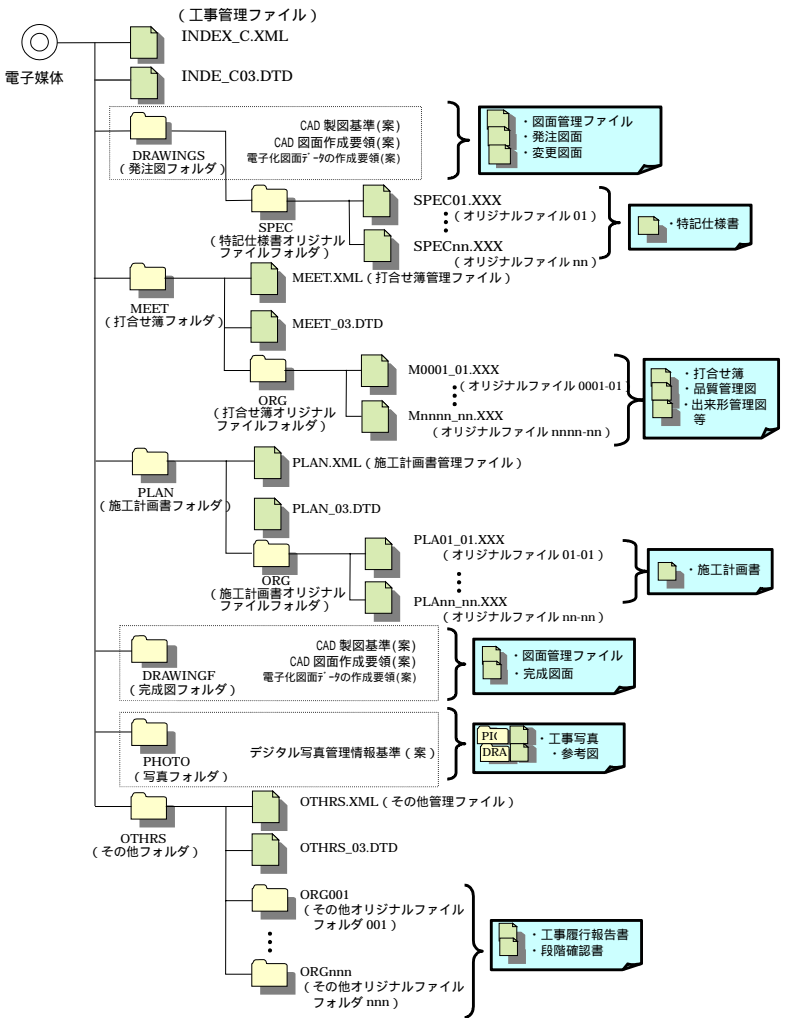 （工事管理ファイル）
INDEX_C.XML
電子媒体
INDE_C03.DTD
CAD 製図基準(案)
CAD 図面作成要領(案)
電子化図面ﾃﾞｰﾀの作成要領(案)
DRAWINGS
（発注図フォルダ）
・図面管理ファイル
・発注図面
・変更図面
SPEC
（特記仕様書オリジナル
ファイルフォルダ）
SPEC01.XXX
（オリジナルファイル 01）
SPECnn.XXX
（オリジナルファイル nn）
・特記仕様書
MEET
（打合せ簿フォルダ）
MEET.XML（打合せ簿管理ファイル）
MEET_03.DTD
ORG
（打合せ簿オリジナル
ファイルフォルダ）
M0001_01.XXX
（オリジナルファイル 0001-01）
Mnnnn_nn.XXX
（オリジナルファイル nnnn-nn）
・打合せ簿
・品質管理図
・出来形管理図
等
PLAN
（施工計画書フォルダ）
PLAN.XML（施工計画書管理ファイル）
PLAN_03.DTD
ORG
（施工計画書オリジナル
ファイルフォルダ）
PLA01_01.XXX
（オリジナルファイル 01-01）
PLAnn_nn.XXX
（オリジナルファイル nn-nn）
・施工計画書
CAD 製図基準(案)
CAD 図面作成要領(案)
電子化図面ﾃﾞｰﾀの作成要領(案)
DRAWINGF
（完成図フォルダ）
・図面管理ファイル
・完成図面
PHOTO
（写真フォルダ）
デジタル写真管理情報基準（案）
PIC
DRA
・工事写真
・参考図
OTHRS
（その他フォルダ）
OTHRS.XML（その他管理ファイル）
OTHRS_03.DTD
ORG001
（その他オリジナルファイル
フォルダ 001）
ORGnnn
（その他オリジナルファイル
フォルダ nnn）
・工事履行報告書
・段階確認書